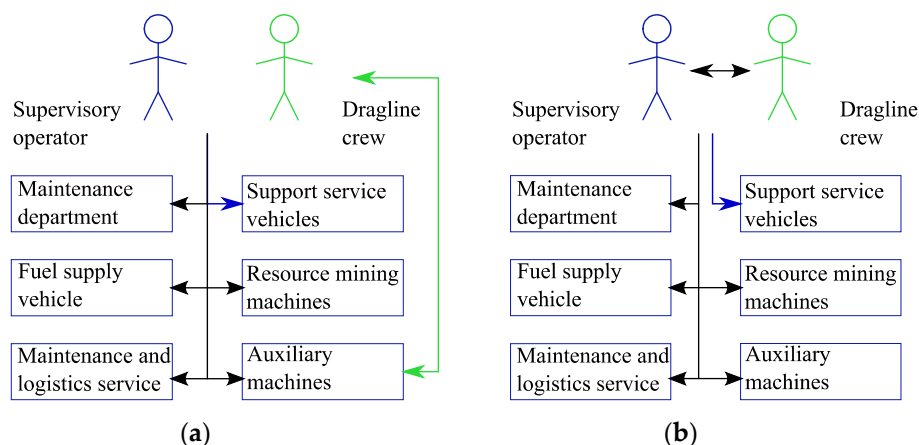 Supervisory
operator
Dragline
crew
Maintenance
department
Support service
vehicles
Fuel supply
vehicle
Resource mining
machines
Maintenance and
logistics service
Auxiliary
machines
(a)
Supervisory
operator
Dragline
crew
Maintenance
department
Support service
vehicles
Fuel supply
vehicle
Resource mining
machines
Maintenance and
logistics service
Auxiliary
machines
(b)